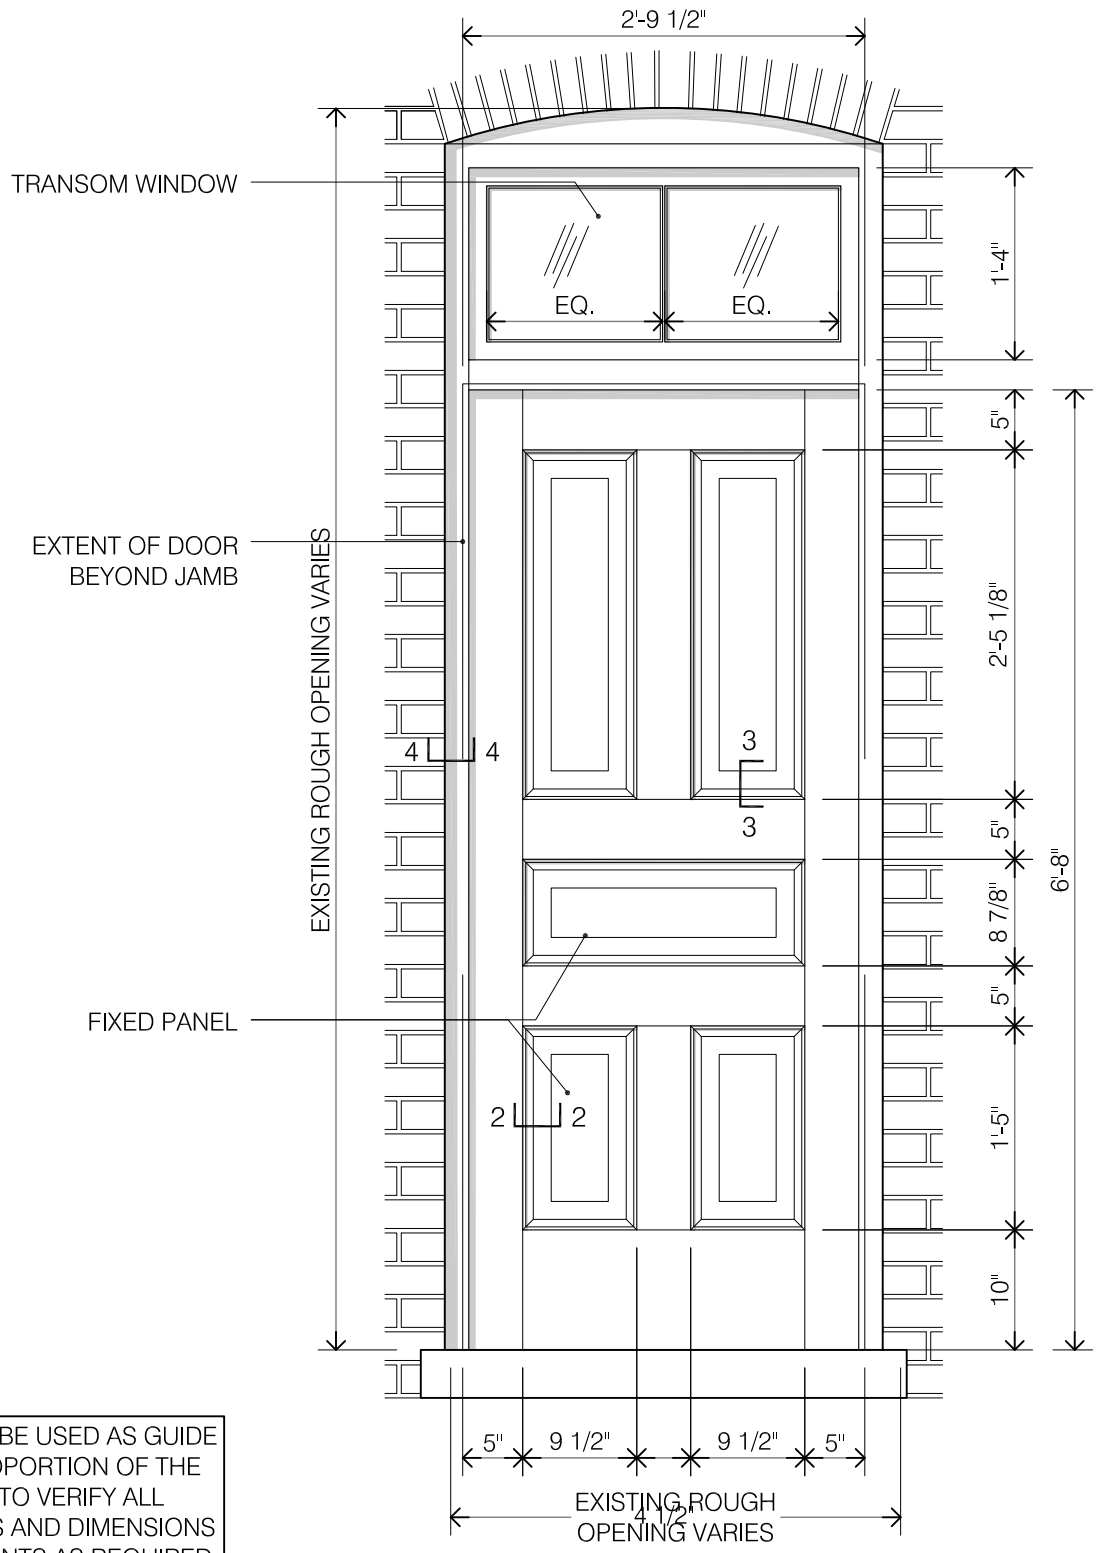 2'-9 1/2"
TRANSOM WINDOW
1'-4"
EQ.
EQ.
5"
EXTENT OF DOOR
BEYOND JAMB
EXISTING ROUGH OPENING VARIES
2'-5 1/8"
4 4
3
3
5"
6'-8"
8 7/8"
5"
FIXED PANEL
2 2
1'-5"
10"
BE USED AS GUIDE
OPORTION OF THE
TO VERIFY ALL
S AND DIMENSIONS
NTS AS REQUIRED
5" 9 1/2" 9 1/2" 5"
4 1/2"
EXISTING ROUGH
OPENING VARIES